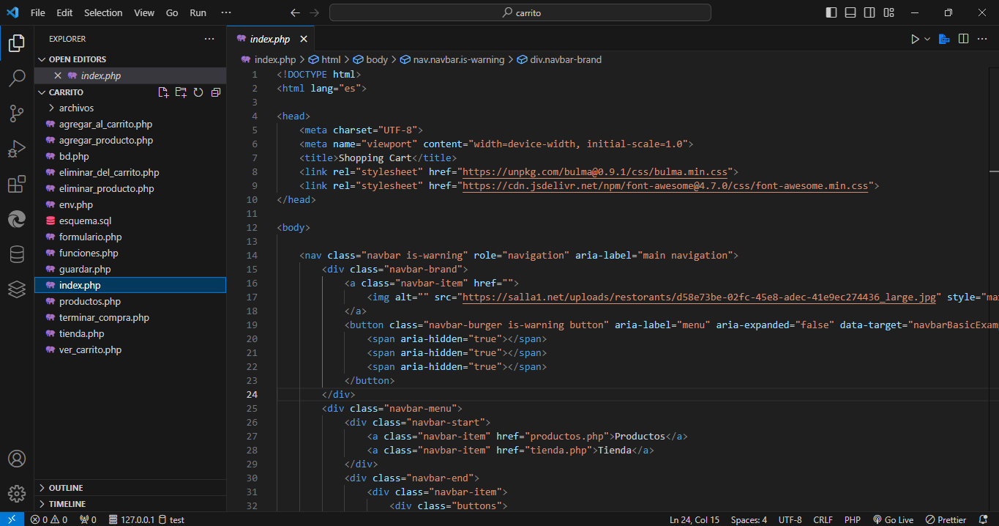 File Edit Selection View Go Run ···
carrito
EXPLORER
OPEN EDITORS
index.php
CARRITO
archivos
agregar_al_carrito.php
agregar_producto.php
bd.php
eliminar_del_carrito.php
eliminar_producto.php
env.php
esquema.sql
formulario.php
funciones.php
guardar.php
index.php
productos.php
terminar_compra.php
tienda.php
ver_carrito.php
OUTLINE
TIMELINE
index.php
index.php > html > body > nav.navbar.is-warning > div.navbar-brand
1 <!DOCTYPE html>
2 <html lang="es">
3
4 <head>
5 <meta charset="UTF-8">
6 <meta name="viewport" content="width=device-width, initial-scale=1.0">
7 <title>Shopping Cart</title>
8 <link rel="stylesheet" href="https://unpkg.com/bulma@0.9.1/css/bulma.min.css">
9 <link rel="stylesheet" href="https://cdn.jsdelivr.net/npm/font-awesome@4.7.0/css/font-awesome.min.css">
10 </head>
11
12 <body>
13
14 <nav class="navbar is-warning" role="navigation" aria-label="main navigation">
15 <div class="navbar-brand">
16 <a class="navbar-item" href="">
17 <img alt="" src="https://salla1.net/uploads/restorants/d58e73be-02fc-45e8-adec-41e9ec274436_large.jpg" style="ma
18 </a>
19 <button class="navbar-burger is-warning button" aria-label="menu" aria-expanded="false" data-target="navbarBasicExam
20 <span aria-hidden="true"></span>
21 <span aria-hidden="true"></span>
22 <span aria-hidden="true"></span>
23 </button>
24 </div>
25 <div class="navbar-menu">
26 <div class="navbar-start">
27 <a class="navbar-item" href="productos.php">Productos</a>
28 <a class="navbar-item" href="tienda.php">Tienda</a>
29 </div>
30 <div class="navbar-end">
31 <div class="navbar-item">
32 <div class="buttons">
0 0 0 127.0.0.1 test Ln 24, Col 15 Spaces: 4 UTF-8 CRLF PHP Go Live Prettier